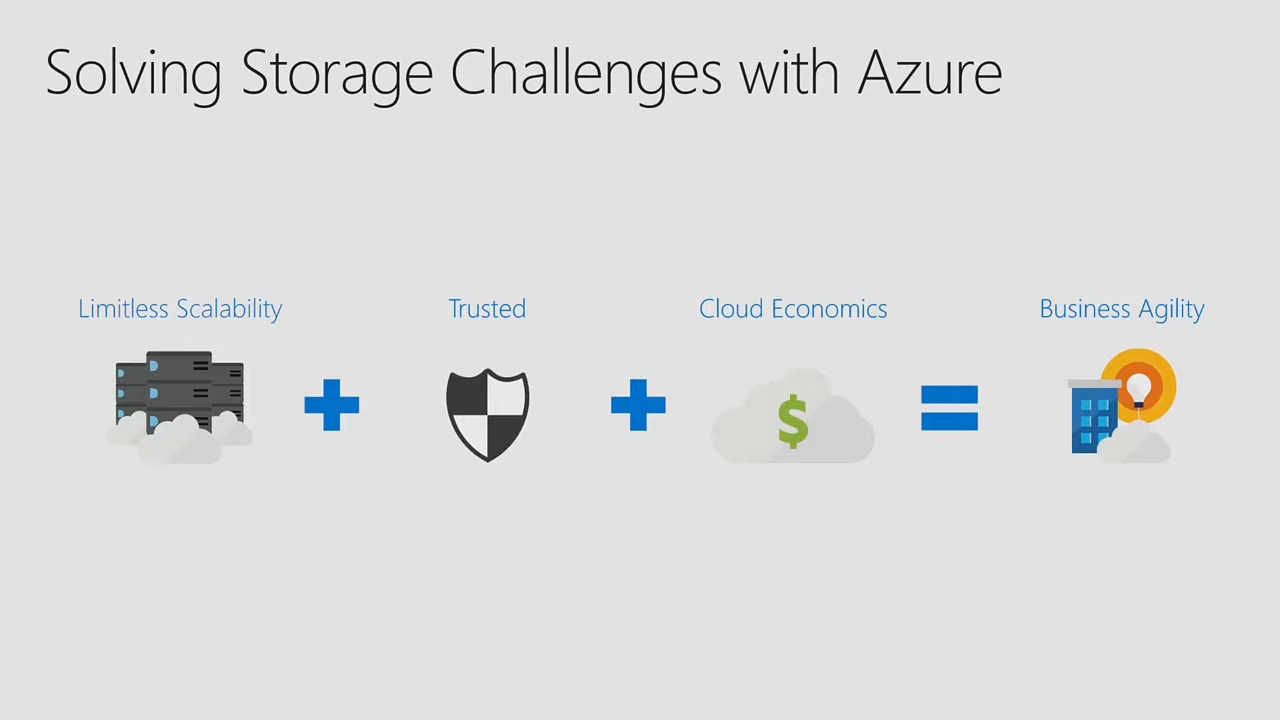 Solving Storage Challenges with Azure
Limitless Scalability
Trusted
Cloud Economics
Business Agility
$